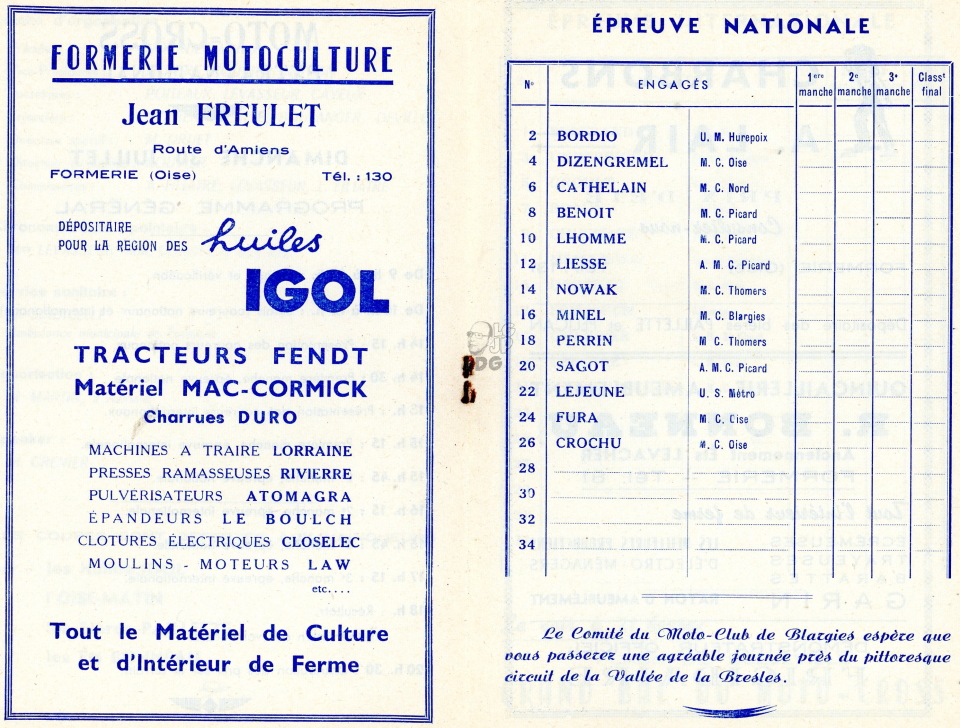 FORMERIE MOTOCULTURE
Jean FREULET
Route d'Amiens
FORMERIE (Oise) Tél. : 130
DÉPOSITAIRE
POUR LA REGION DES huiles
IGOL
TRACTEURS FENDT
Matériel MAC-CORMICK
Charrues DURO
MACHINES A TRAIRE LORRAINE
PRESSES RAMASSEUSES RIVIERRE
PULVERISATEURS ATOMAGRA
ÉPANDEURS LE BOULCH
CLOTURES ÉLECTRIQUES CLOSELEC
MOULINS - MOTEURS LAW
etc....
Tout le Matériel de Culture
et d'Intérieur de Ferme
ÉPREUVE NATIONALE
N° ENGAGÉS 1ere manche 2e manche 3e manche Classt final
2 BORDIO U. M. Hurepoix
4 DIZENGREMEL M. C. Oise
6 CATHELAIN M. C. Nord
8 BENOIT M. C. Picard
10 LHOMME M. C. Picard
12 LIESSE A. M. C. Picard
14 NOWAK M. C. Thomers
16 MINEL M. C. Blargies
18 PERRIN M C. Thomers
20 SAGOT A. M. C. Picard
22 LEJEUNE U. S. Métro
24 FURA M. C. Oise
26 CROCHU M. C. Oise
28
30
32
34
Le Comité du Moto-Club de Blargies espère que
vous passerez une agréable journée près du pittoresque
circuit de la Vallée de la Bresles.